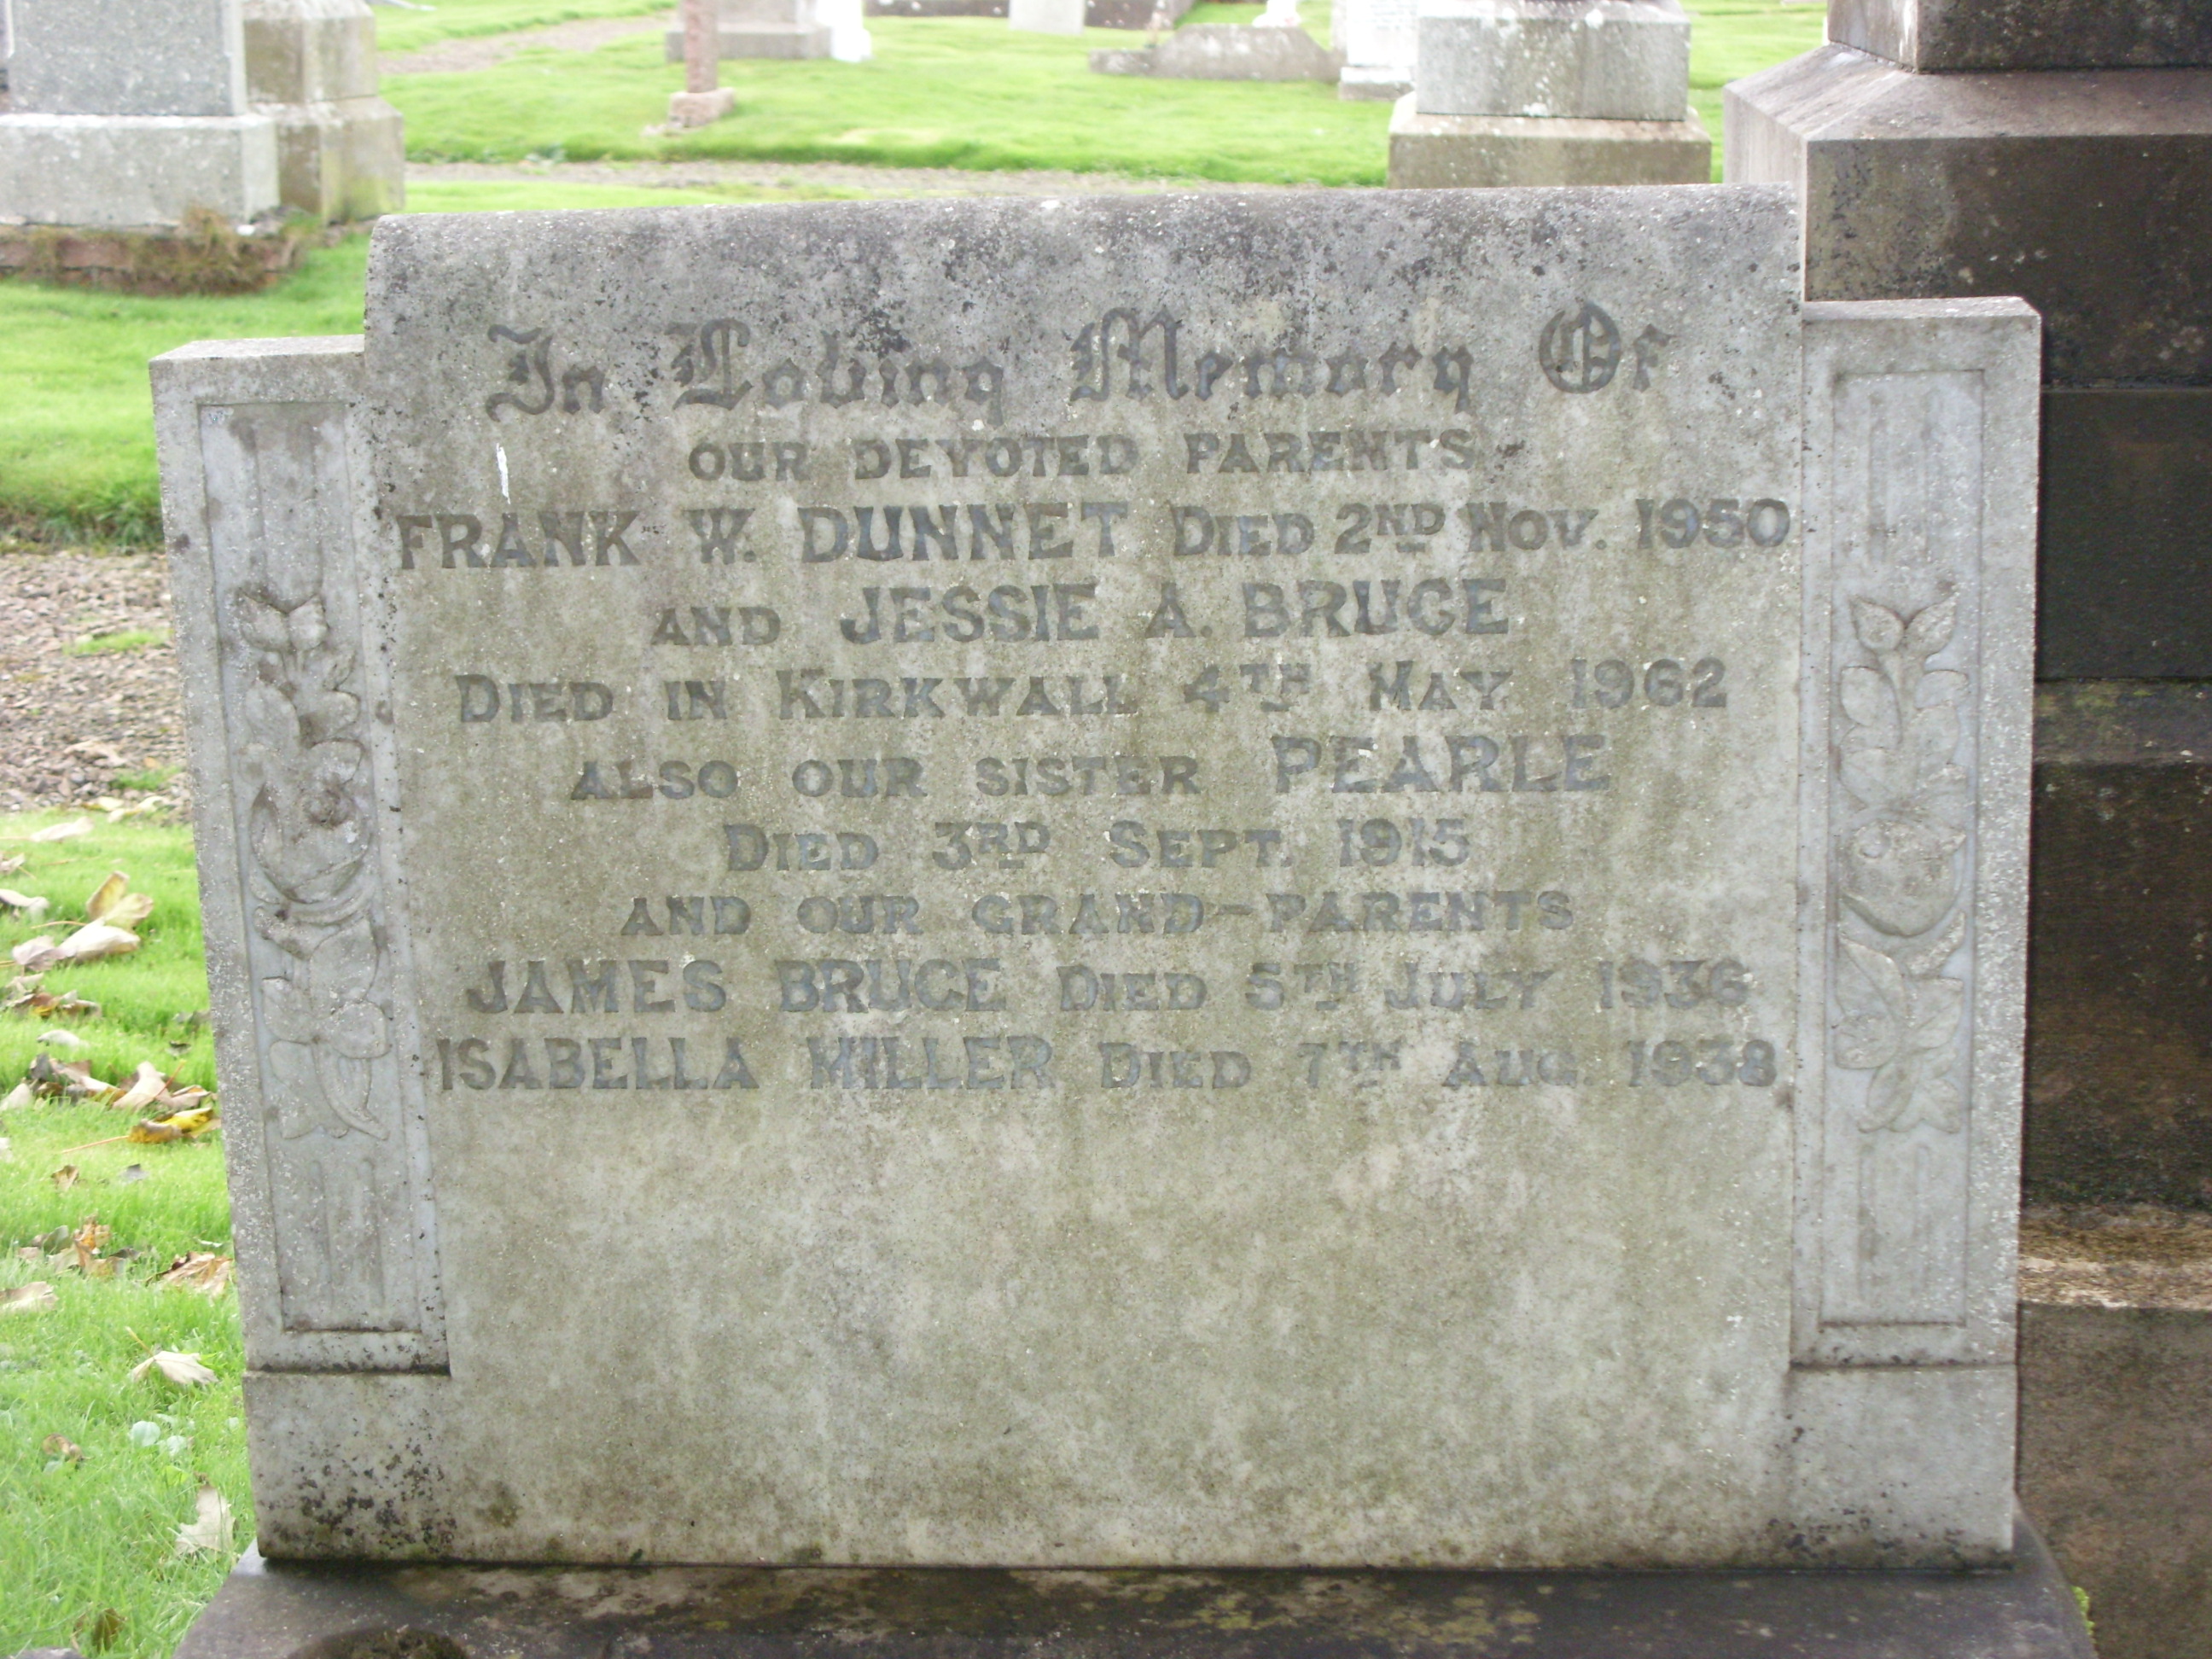 In Loving Memory Of
OUR DEVOTED PARENTS
FRANK W. DUNNET DIED 2ND NOV. 1950
AND JESSIE A. BRUCE
DIED IN KIRKWALL 4TH MAY 1962
ALSO OUR SISTER PEARLE
DIED 3RD SEPT. 1915
AND OUR GRAND-PARENTS
JAMES BRUCE DIED 5TH JULY 1936
ISABELLA MILLER DIED 7TH AUG. 1938